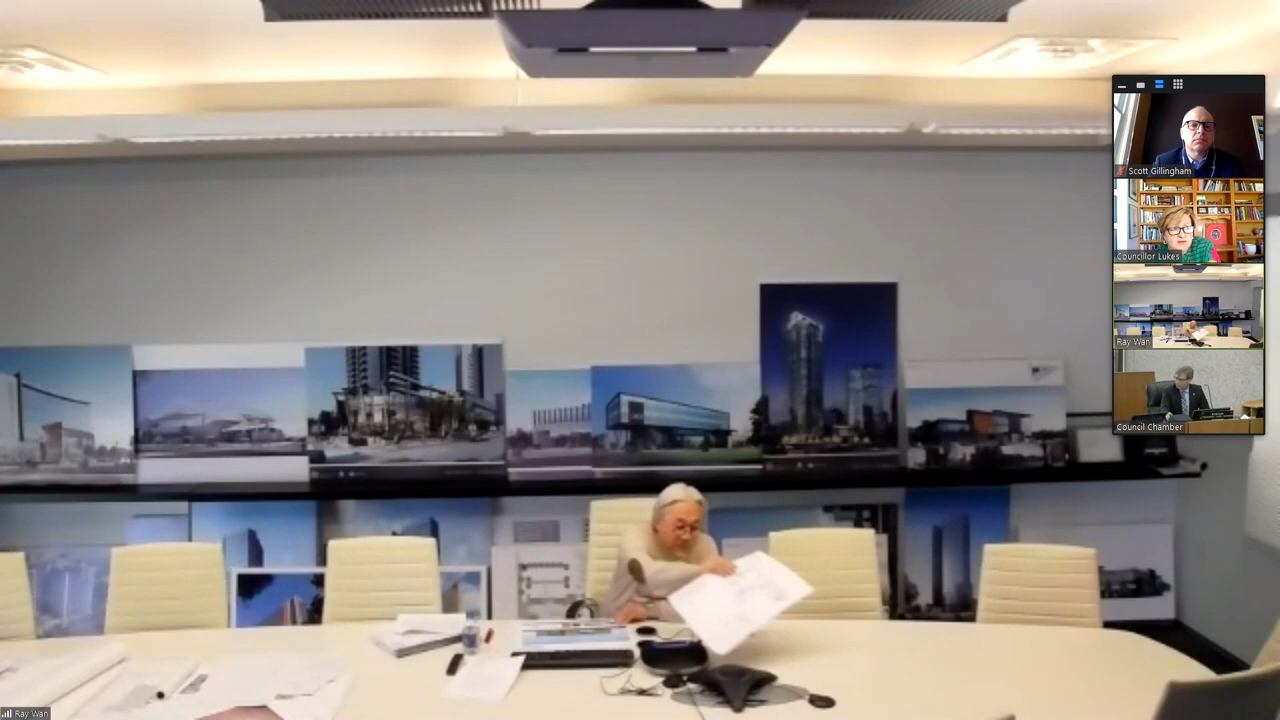 Scott Gillingham
Councillor Lukes
Ray Wan
Council Chamber
Ray Wan